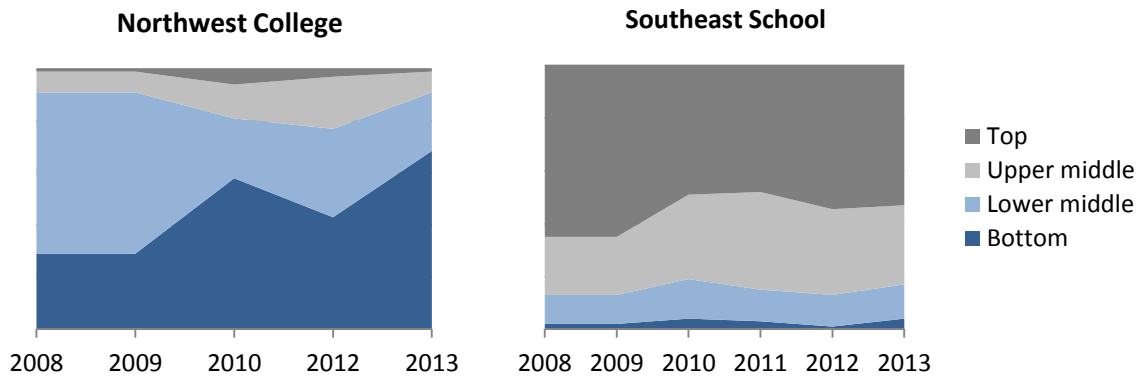 Northwest College
2008 2009 2010 2012 2013
Southeast School
2008 2009 2010 2011 2012 2013
Top
Upper middle
Lower middle
Bottom